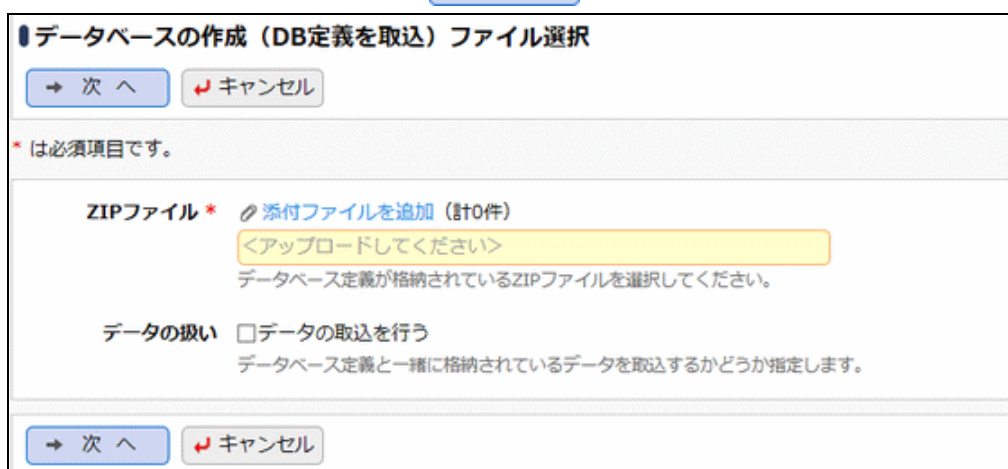 データベースの作成（DB定義を取込）ファイル選択
次 へ キャンセル
* は必須項目です。
ZIPファイル * 添付ファイルを追加（計0件）
<アップロードしてください>
データベース定義が格納されているZIPファイルを選択してください。
データの扱い データの取込を行う
データベース定義と一緒に格納されているデータを取込するかどうか指定します。
次 へ キャンセル